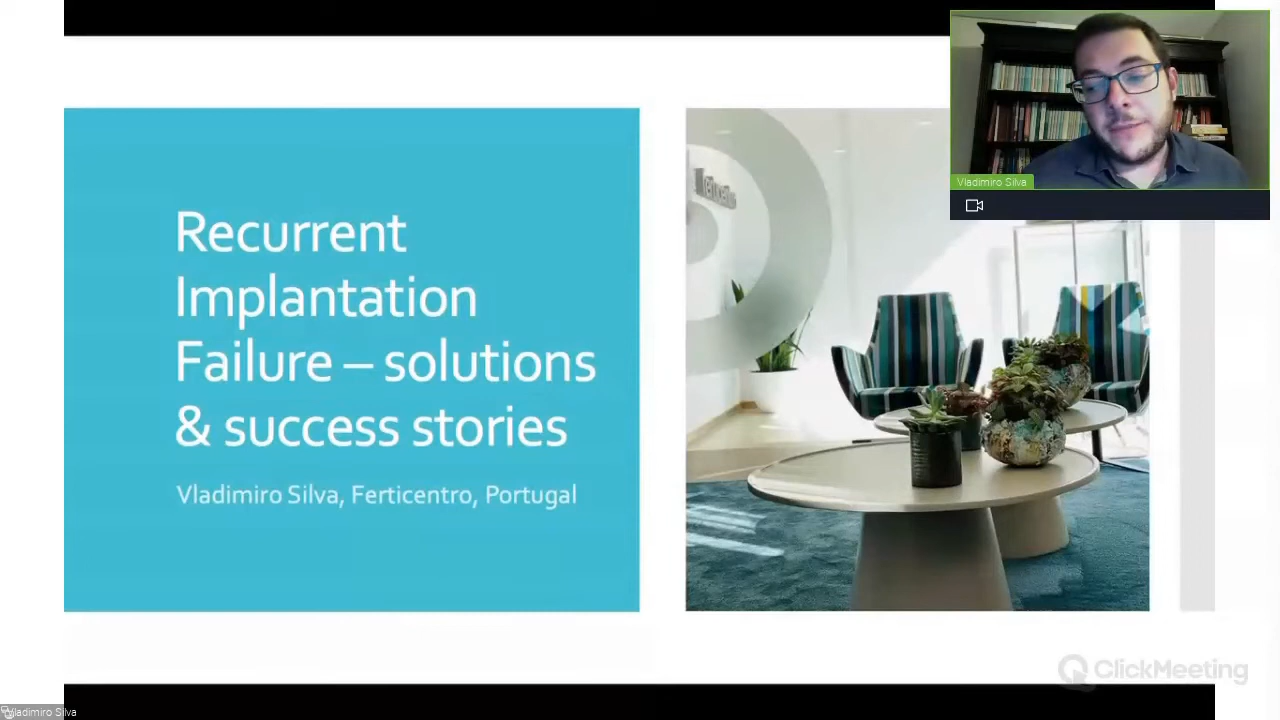 Recurrent
Implantation
Failure – solutions
& success stories
Vladimiro Silva, Ferticentro, Portugal
Vladimiro Silva
ClickMeeting
Vladimiro Silva